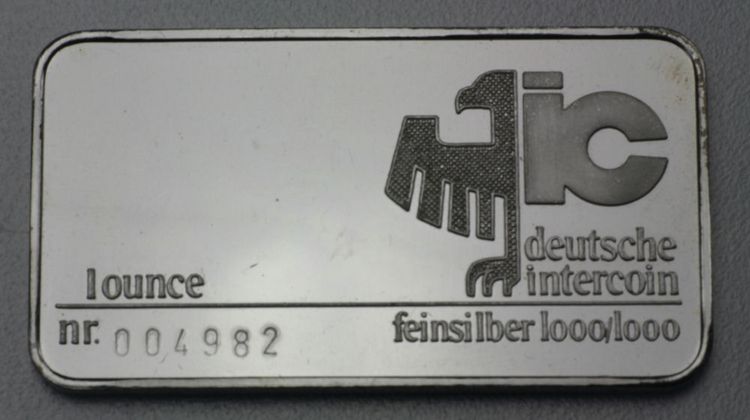 ic
deutsche
intercoin
1 ounce
nr. 004982
feinsilber 1000/1000